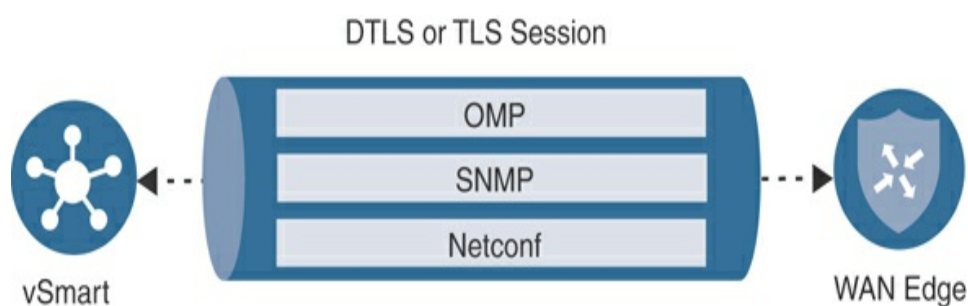 DTLS or TLS Session
OMP
SNMP
Netconf
vSmart
WAN Edge